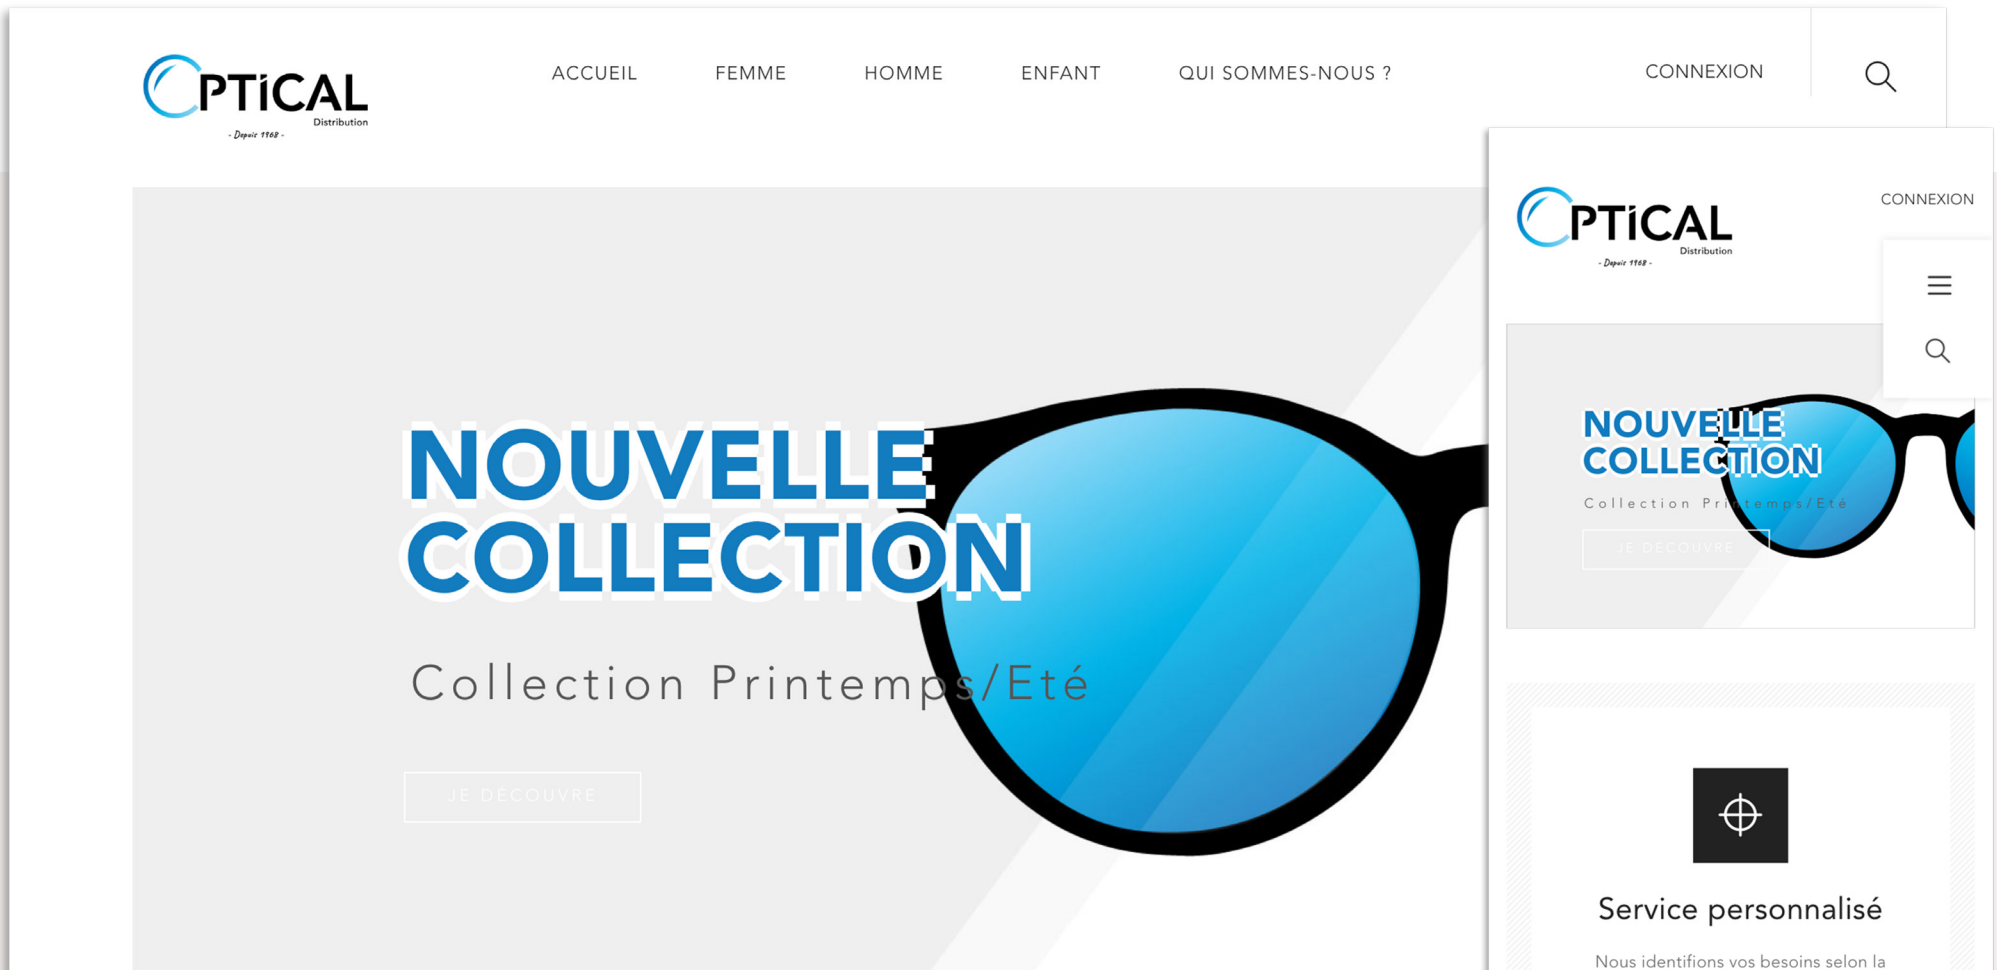 OPTiCAL
Distribution
- Depuis 1968 -
ACCUEIL
FEMME
HOMME
ENFANT
QUI SOMMES-NOUS ?
CONNEXION
NOUVELLE
COLLECTION
Collection Printemps/Eté
JE DÉCOUVRE
OPTiCAL
Distribution
- Depuis 1968 -
CONNEXION
NOUVELLE
COLLECTION
Collection Printemps/Eté
JE DÉCOUVRE
Service personnalisé
Nous identifions vos besoins selon la